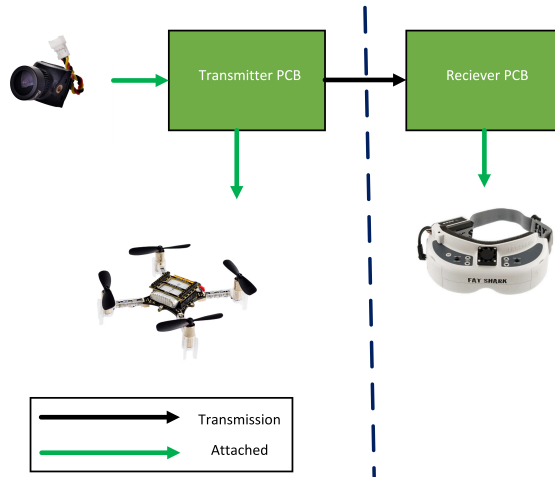 Transmitter PCB
Reciever PCB
FAT SHARK
Transmission
Attached